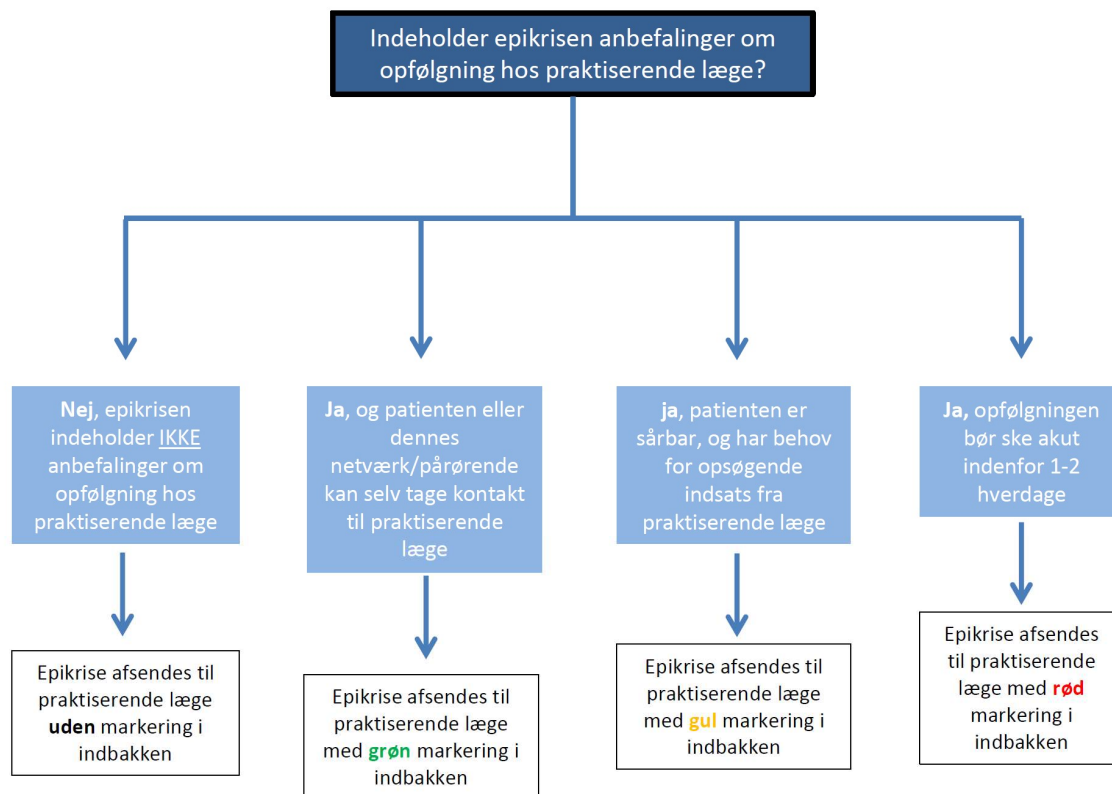 Indeholder epikrisen anbefalinger om
opfølgning hos praktiserende læge?
Nej, epikrisen
indeholder IKKE
anbefalinger om
opfølgning hos
praktiserende læge
Ja, og patienten eller
dennes
netværk/pårørende
kan selv tage kontakt
til praktiserende
læge
ja, patienten er
sårbar, og har behov
for opsøgende
indsats fra
praktiserende læge
Ja, opfølgningen
bør ske akut
indenfor 1-2
hverdage
Epikrise afsendes til
praktiserende læge
uden markering i
indbakken
Epikrise afsendes til
praktiserende læge
med grøn markering i
indbakken
Epikrise afsendes til
praktiserende læge
med gul markering i
indbakken
Epikrise afsendes
til praktiserende
læge med rød
markering i
indbakken